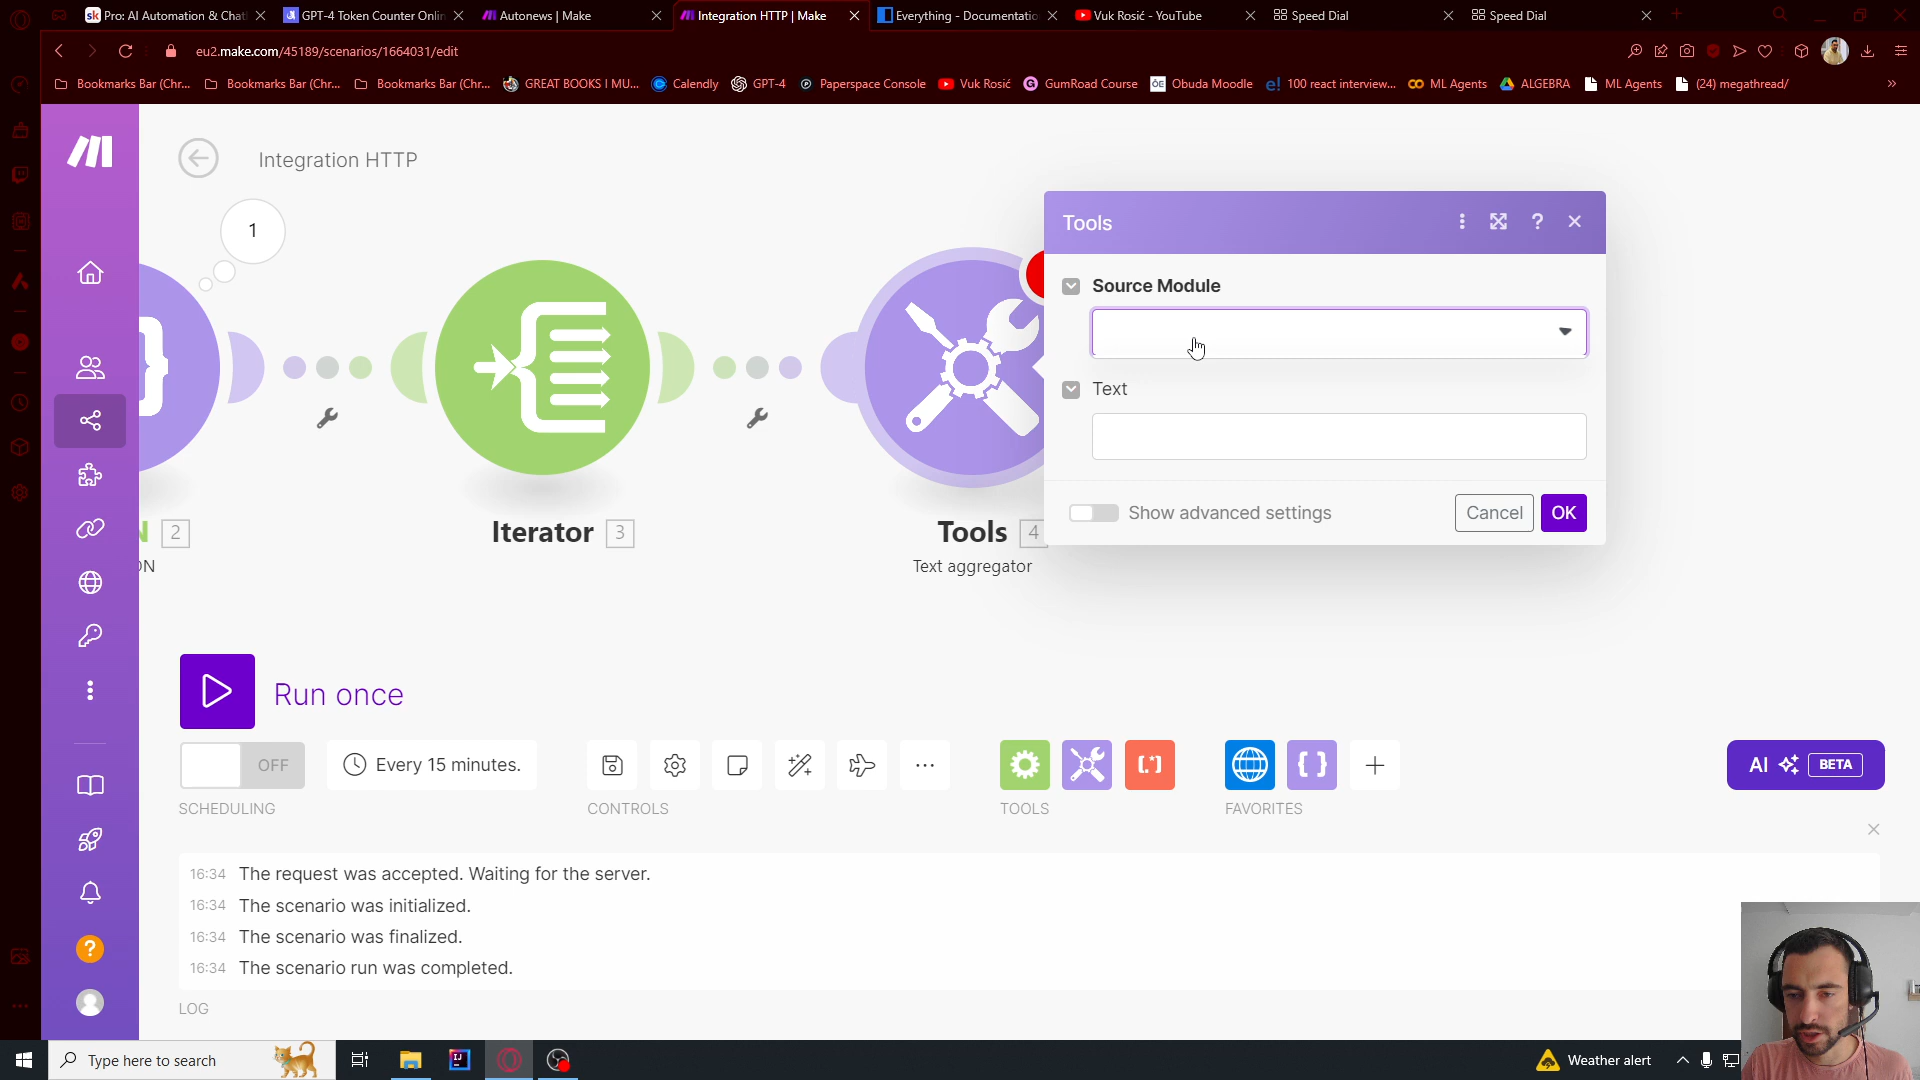 Pro: AI Automation & Chat
GPT-4 Token Counter Onlin
Autonews | Make
Integration HTTP | Make
Everything - Documentatio
Vuk Rosić - YouTube
Speed Dial
Speed Dial
eu2.make.com/45189/scenarios/1664031/edit
Bookmarks Bar (Chr...
Bookmarks Bar (Chr...
Bookmarks Bar (Chr...
GREAT BOOKS I MU...
Calendly
GPT-4
Paperspace Console
Vuk Rosić
GumRoad Course
Obuda Moodle
100 react interview...
ML Agents
ALGEBRA
ML Agents
(24) megathread/
Integration HTTP
1
Tools
Source Module
Text
Show advanced settings
Cancel
OK
N 2
ON
Iterator 3
Tools 4
Text aggregator
Run once
OFF
Every 15 minutes.
SCHEDULING
CONTROLS
TOOLS
FAVORITES
AI BETA
16:34 The request was accepted. Waiting for the server.
16:34 The scenario was initialized.
16:34 The scenario was finalized.
16:34 The scenario run was completed.
LOG
Type here to search
Weather alert